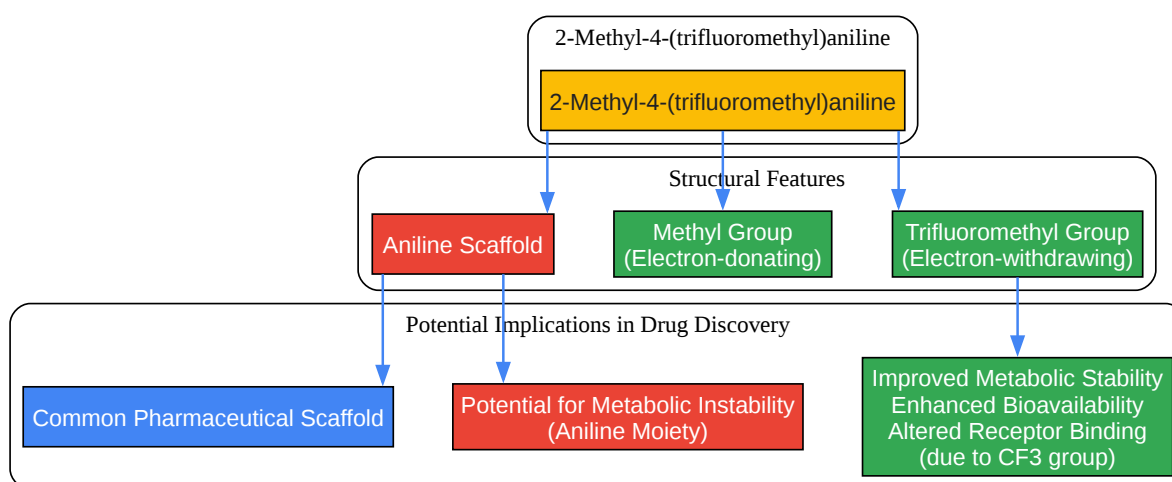 2-Methyl-4-(trifluoromethyl)aniline
2-Methyl-4-(trifluoromethyl)aniline
Structural Features
Aniline Scaffold
Methyl Group
(Electron-donating)
Trifluoromethyl Group
(Electron-withdrawing)
Potential Implications in Drug Discovery
Common Pharmaceutical Scaffold
Potential for Metabolic Instability
(Aniline Moiety)
Improved Metabolic Stability
Enhanced Bioavailability
Altered Receptor Binding
(due to CF3 group)